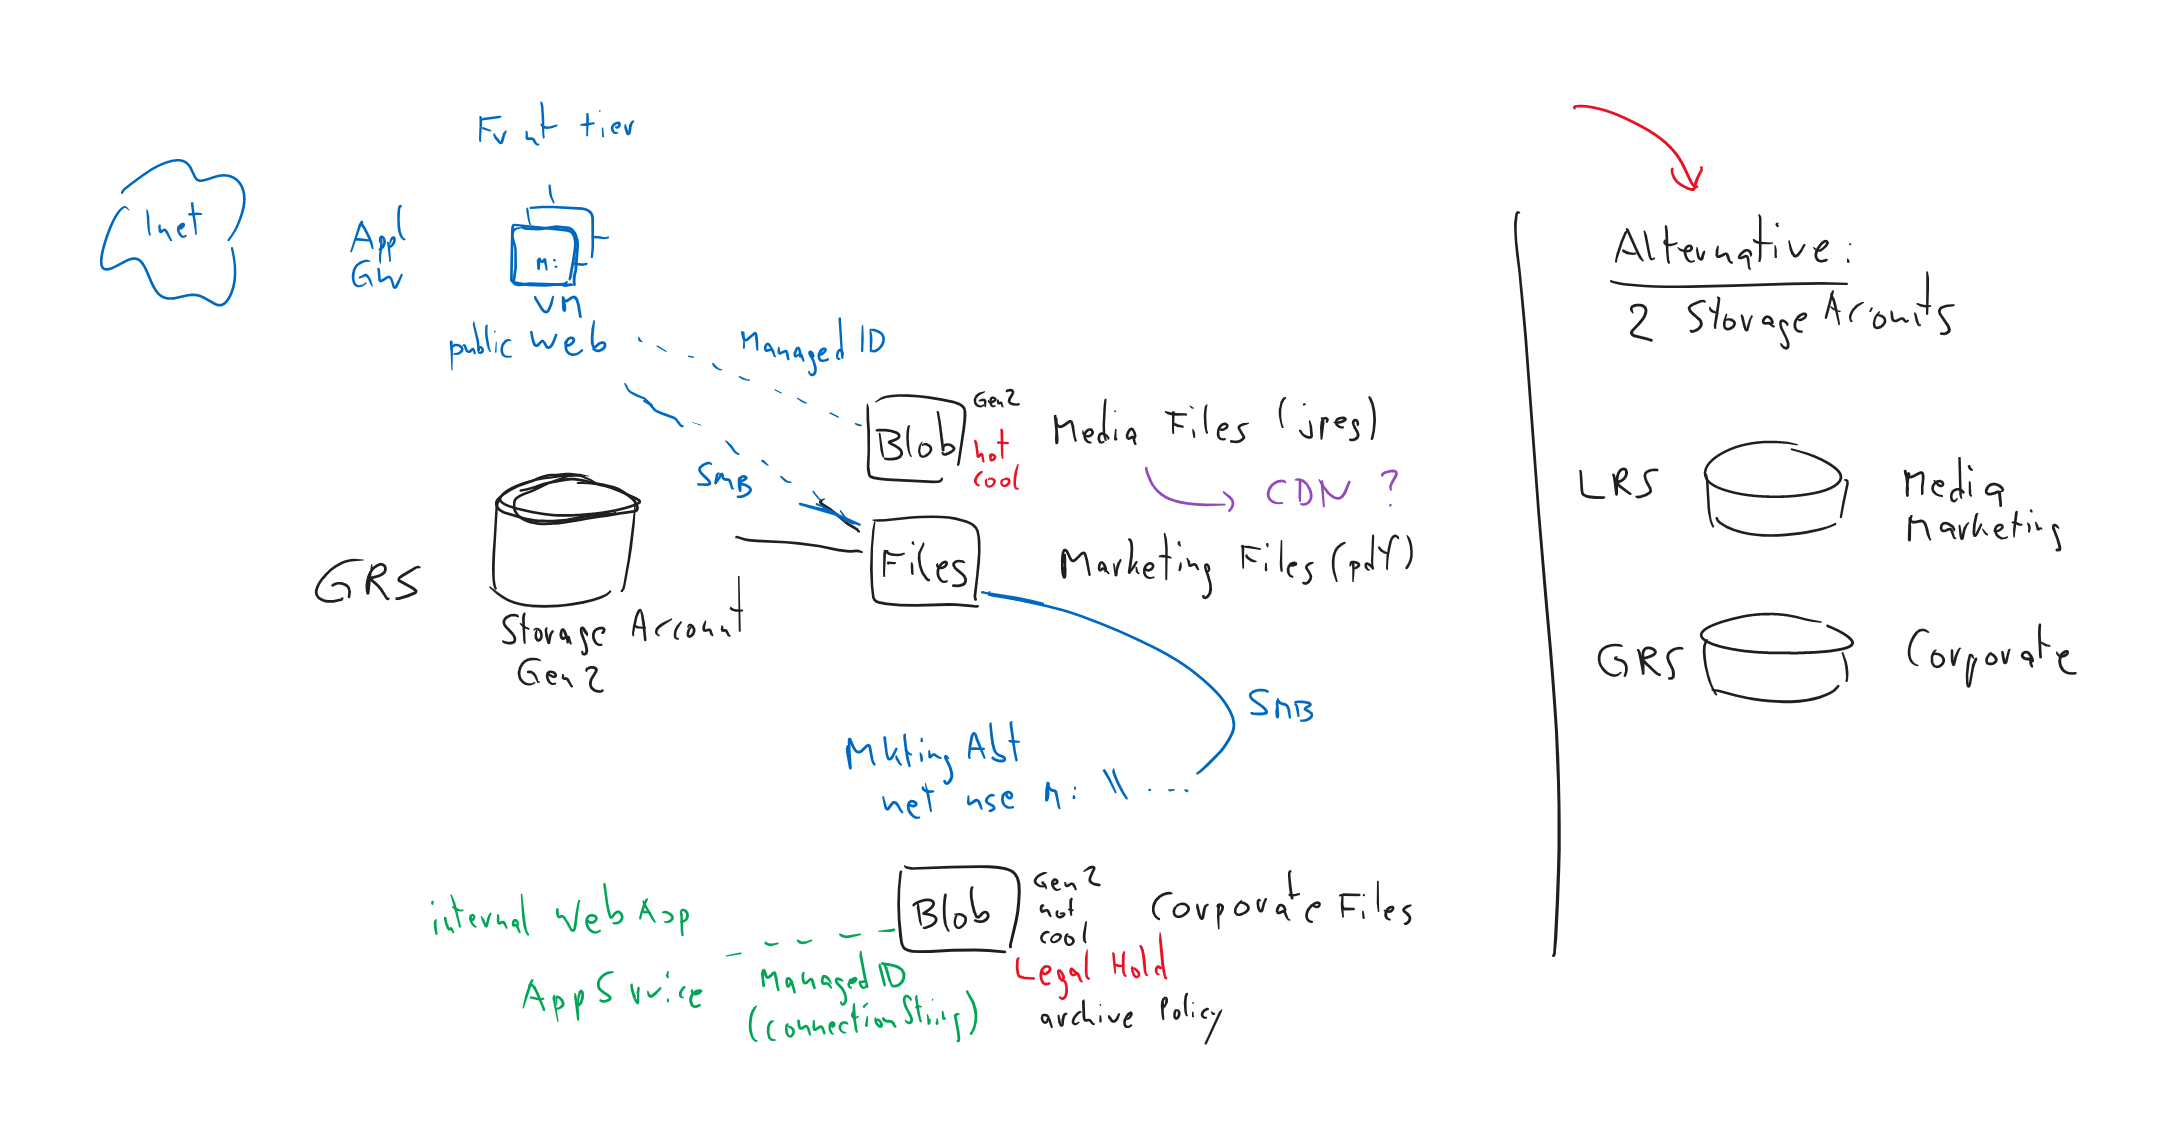 Front tier
Inet
Appl
GW
M:
VM
public Web
Managed ID
SMB
Blob
Gen2
hot
cool
Media Files (jpeg)
CDN ?
Files
Marketing Files (pdf)
GRS
Storage Account
Gen 2
SMB
Mkting Abt
net use M: \\ ...
Blob
Gen 2
hot
cool
Legal Hold
archive Policy
Corporate Files
internal Web App
App Service
Managed ID
(connection String)
Alternative:
2 Storage Acounts
LRS
Media
Marketing
GRS
Corporate